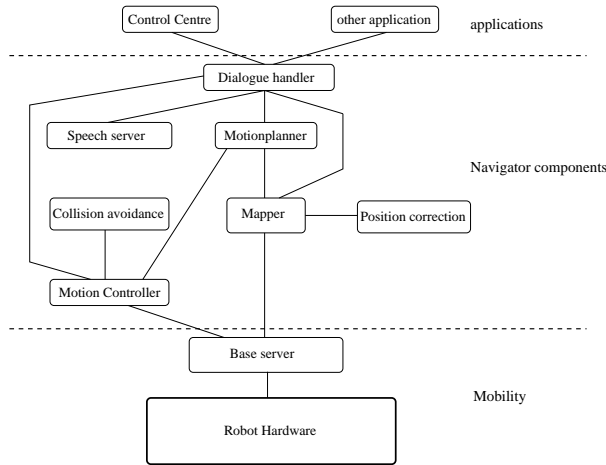 Control Centre
other application
applications
Dialogue handler
Speech server
Motionplanner
Navigator components
Collision avoidance
Mapper
Position correction
Motion Controller
Base server
Mobility
Robot Hardware